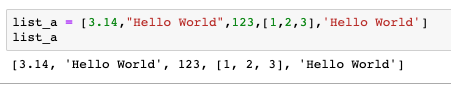 list_a = [3.14,"Hello World",123,[1,2,3],'Hello World']
list_a
[3.14, 'Hello World', 123, [1, 2, 3], 'Hello World']